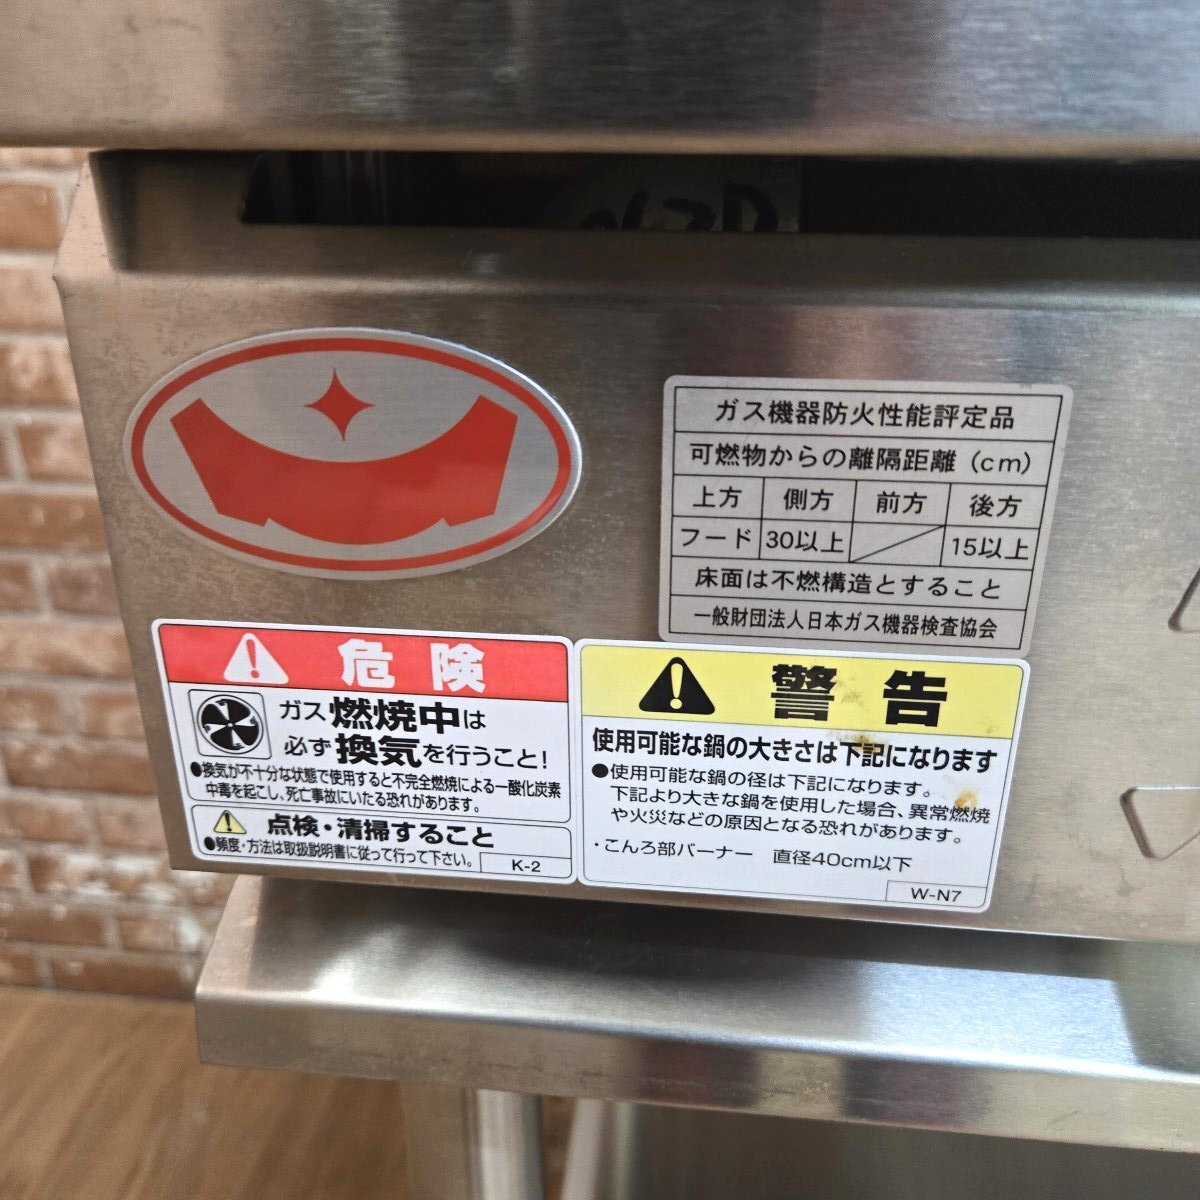 ガス機器防火性能評定品
可燃物からの離隔距離（cm）
上方 側方 前方 後方
フード 30以上 15以上
床面は不燃構造とすること
一般財団法人日本ガス機器検査協会
危険
ガス燃焼中は
必ず換気を行うこと!
●換気が不十分な状態で使用すると不完全燃焼による一酸化炭素
中毒を起こし、死亡事故にいたる恐れがあります。
点検・清掃すること
●頻度・方法は取扱説明書に従って行って下さい。
K-2
警告
使用可能な鍋の大きさは下記になります
●使用可能な鍋の径は下記になります。
下記より大きな鍋を使用した場合、異常燃焼
や火災などの原因となる恐れがあります。
・こんろ部バーナー 直径40cm以下
W-N7